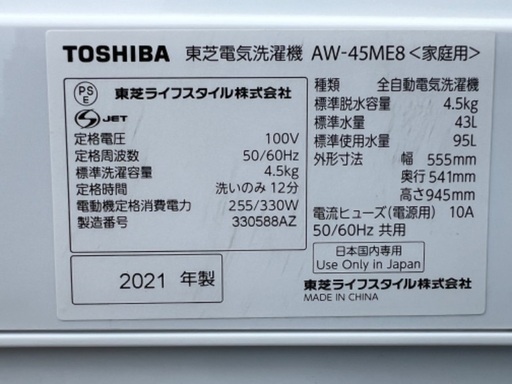 TOSHIBA 東芝電気洗濯機 AW-45ME8 <家庭用>
PS
E
東芝ライフスタイル株式会社
S JET
定格電圧 100V
定格周波数 50/60Hz
標準洗濯容量 4.5kg
定格時間 洗いのみ 12分
電動機定格消費電力 255/330W
製造番号 330588AZ
2021 年製
種類 全自動電気洗濯機
標準脱水容量 4.5kg
標準水量 43L
標準使用水量 95L
外形寸法 幅 555mm
奥行 541mm
高さ 945mm
電流ヒューズ(電源用) 10A
50/60Hz 共用
日本国内専用
Use Only in Japan
東芝ライフスタイル株式会社
MADE IN CHINA